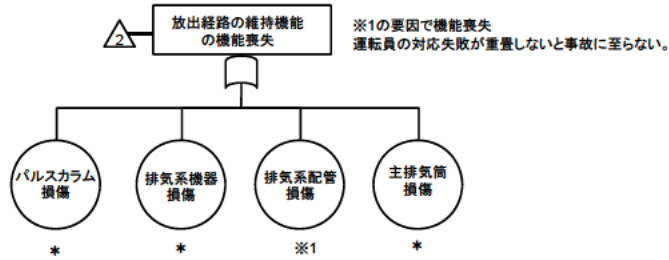 放出経路の維持機能
の機能喪失
2
※1の要因で機能喪失
運転員の対応失敗が重畳しないと事故に至らない。
パルスカラム
損傷
排気系機器
損傷
排気系配管
損傷
主排気筒
損傷
*
*
※1
*